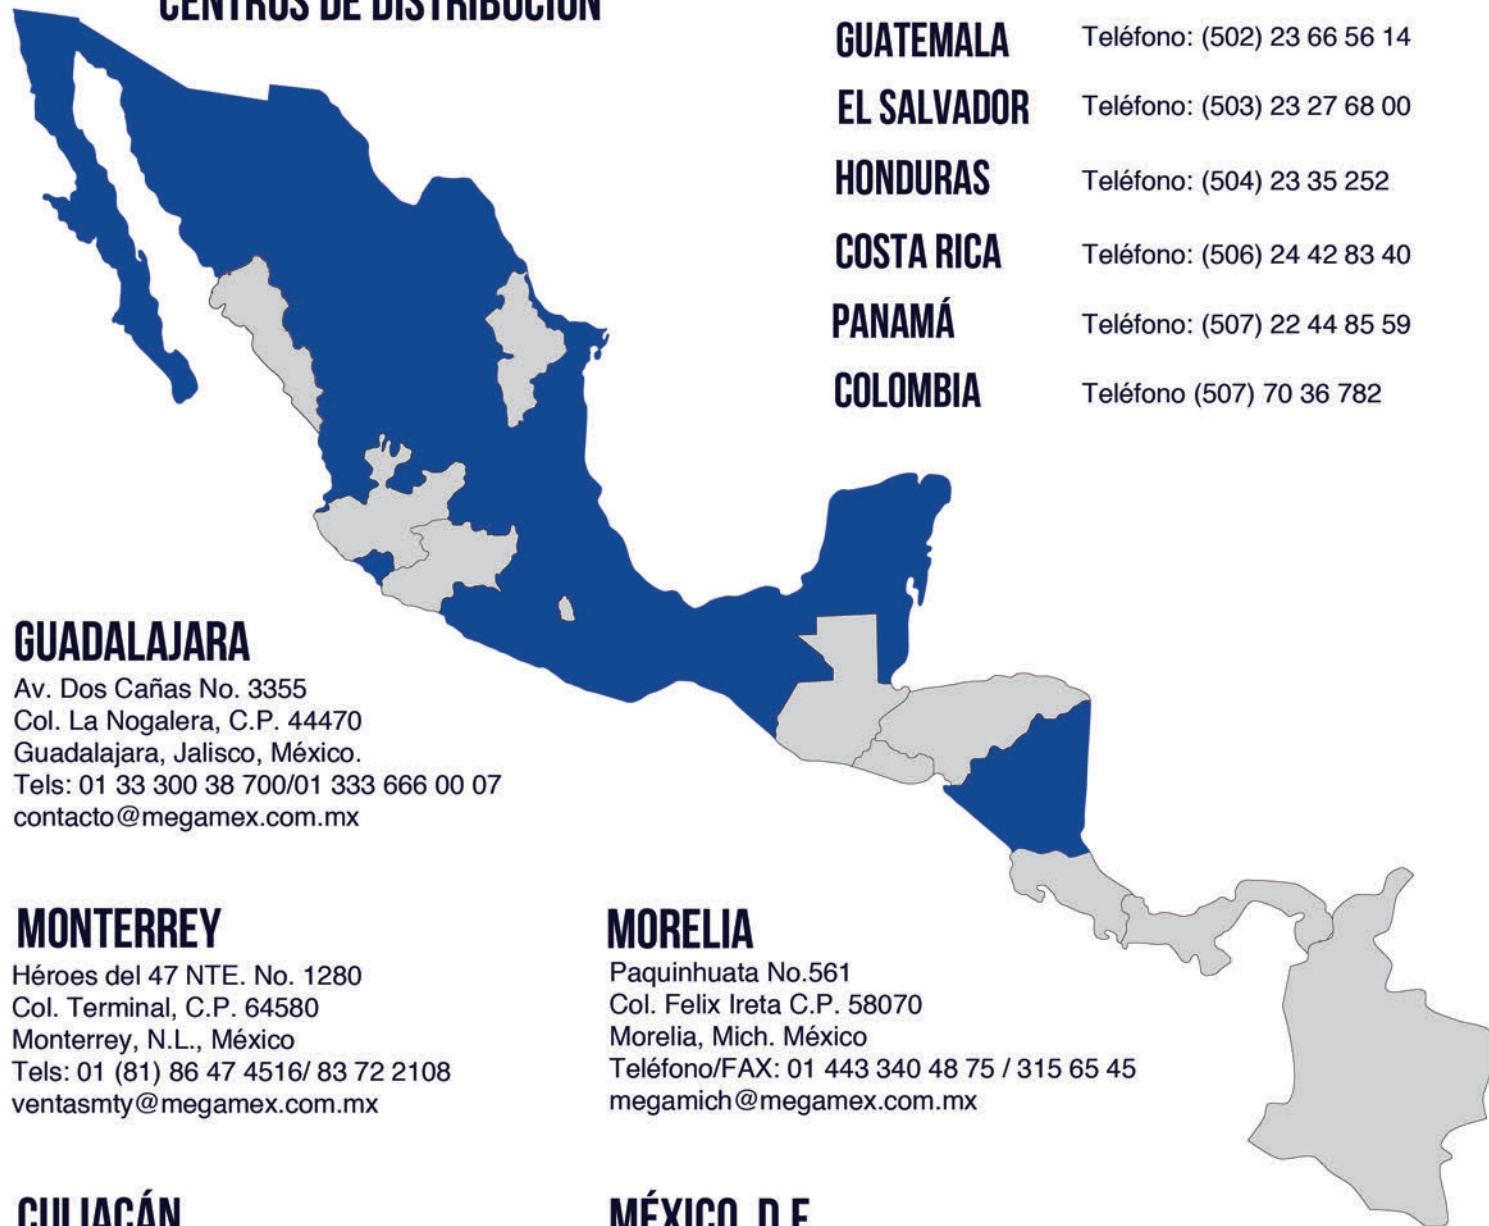 CENTROS DE DISTRIBUCIÓN
GUATEMALA Teléfono: (502) 23 66 56 14
EL SALVADOR Teléfono: (503) 23 27 68 00
HONDURAS Teléfono: (504) 23 35 252
COSTA RICA Teléfono: (506) 24 42 83 40
PANAMÁ Teléfono: (507) 22 44 85 59
COLOMBIA Teléfono (507) 70 36 782
GUADALAJARA
Av. Dos Cañas No. 3355
Col. La Nogalera, C.P. 44470
Guadalajara, Jalisco, México.
Tels: 01 33 300 38 700/01 333 666 00 07
contacto@megamex.com.mx
MONTERREY
Héroes del 47 NTE. No. 1280
Col. Terminal, C.P. 64580
Monterrey, N.L., México
Tels: 01 (81) 86 47 4516/ 83 72 2108
ventasmty@megamex.com.mx
MORELIA
Paquinhuata No.561
Col. Felix Ireta C.P. 58070
Morelia, Mich. México
Teléfono/FAX: 01 443 340 48 75 / 315 65 45
megamich@megamex.com.mx
CULIACÁN
MÉXICO, D.F.